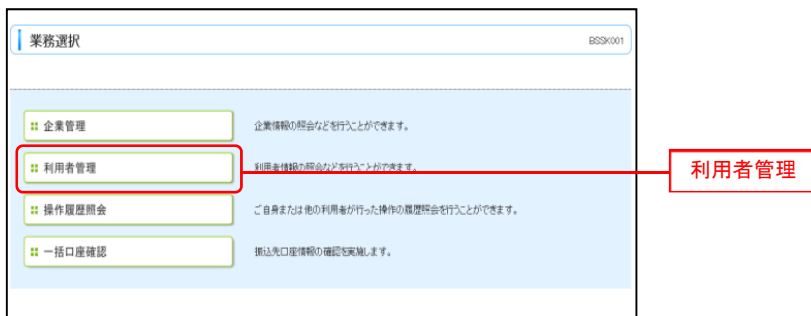 業務選択
BSSK001
企業管理
企業情報の照会などを行うことができます。
利用者管理
利用者情報の照会などを行うことができます。
利用者管理
操作履歴照会
ご自身または他の利用者が行った操作の履歴照会を行うことができます。
一括口座確認
振込先口座情報の確認を実施します。